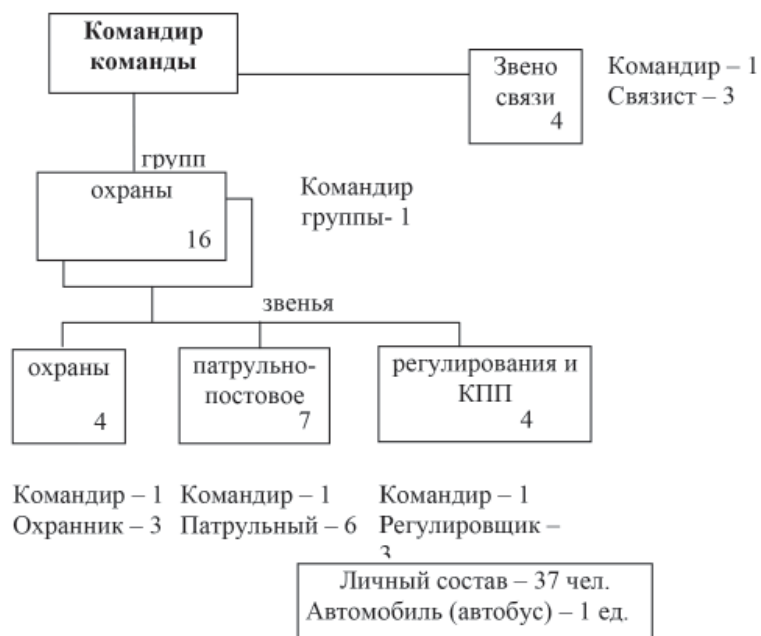 Командир
команды
Звено
связи
4
Командир – 1
Связист – 3
групп
охраны
16
Командир
группы- 1
звенья
охраны
4
патрульно-
постовое
7
регулирования и
КПП
4
Командир – 1
Охранник – 3
Командир – 1
Патрульный – 6
Командир – 1
Регулировщик –
3
Личный состав – 37 чел.
Автомобиль (автобус) – 1 ед.